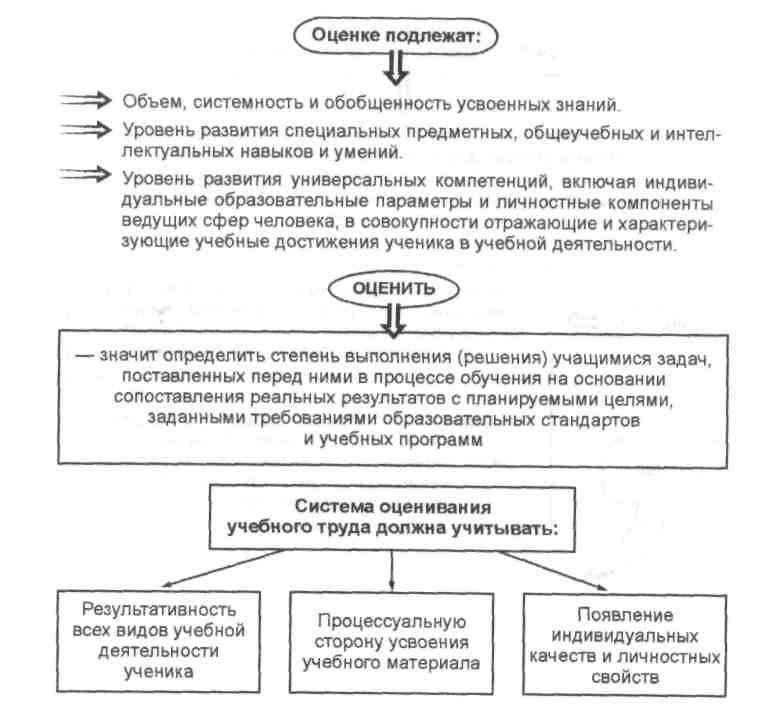 Оценке подлежат:
Объем, системность и обобщенность усвоенных знаний.
Уровень развития специальных предметных, общеучебных и интел-
лектуальных навыков и умений.
Уровень развития универсальных компетенций, включая индиви-
дуальные образовательные параметры и личностные компоненты
ведущих сфер человека, в совокупности отражающие и характери-
зующие учебные достижения ученика в учебной деятельности.
ОЦЕНИТЬ
— значит определить степень выполнения (решения) учащимися задач,
поставленных перед ними в процессе обучения на основании
сопоставления реальных результатов с планируемыми целями,
заданными требованиями образовательных стандартов
и учебных программ
Система оценивания
учебного труда должна учитывать:
Результативность
всех видов учебной
деятельности
ученика
Процессуальную
сторону усвоения
учебного материала
Появление
индивидуальных
качеств и личностных
свойств